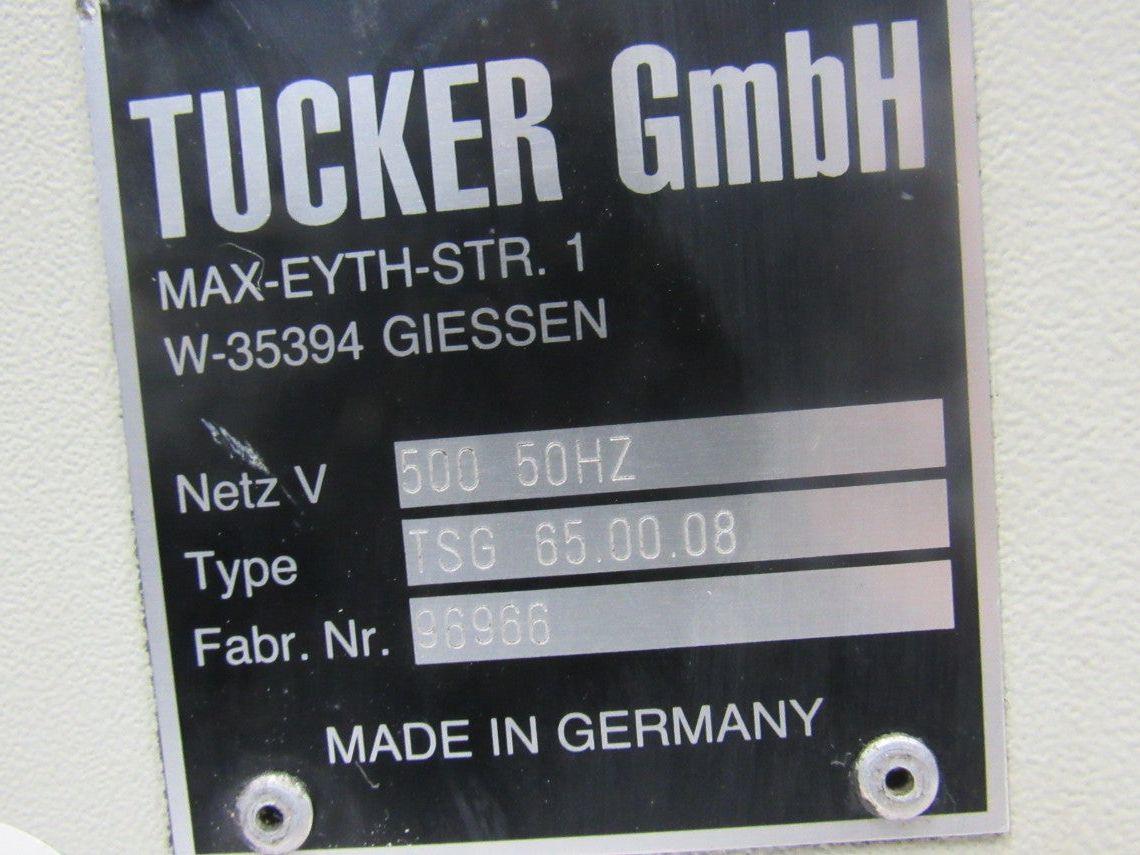 TUCKER GmbH
MAX-EYTH-STR. 1
W-35394 GIESSEN
Netz V 500 50HZ
Type TSG 65.00.08
Fabr. Nr. 96966
MADE IN GERMANY